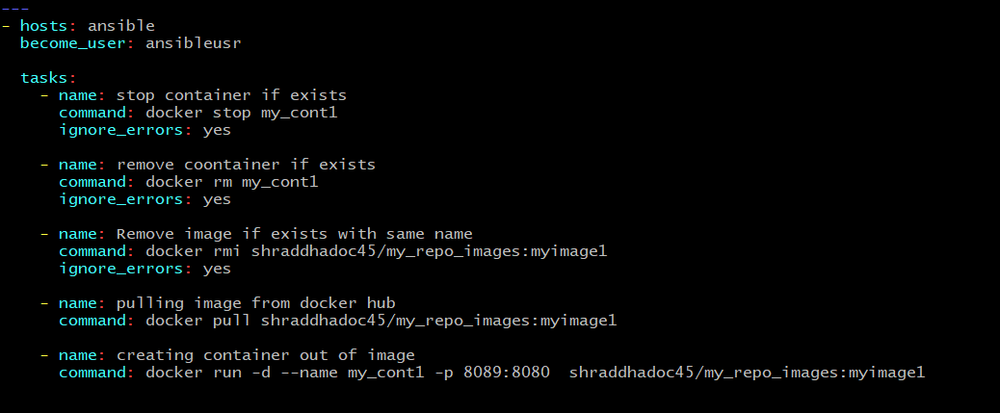 ---
- hosts: ansible
  become_user: ansibleusr
  tasks:
    - name: stop container if exists
      command: docker stop my_cont1
      ignore_errors: yes
    - name: remove coontainer if exists
      command: docker rm my_cont1
      ignore_errors: yes
    - name: Remove image if exists with same name
      command: docker rmi shraddhadoc45/my_repo_images:myimage1
      ignore_errors: yes
    - name: pulling image from docker hub
      command: docker pull shraddhadoc45/my_repo_images:myimage1
    - name: creating container out of image
      command: docker run -d --name my_cont1 -p 8089:8080  shraddhadoc45/my_repo_images:myimage1